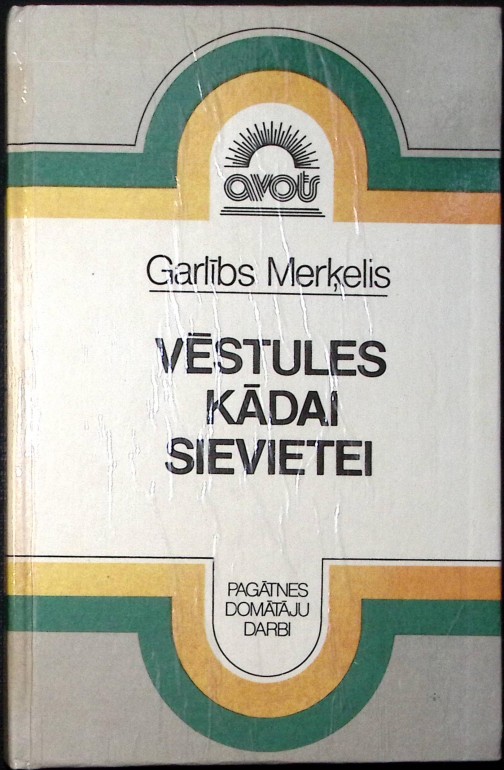 avots
Garlībs Merķelis
VĒSTULES
KĀDAI
SIEVIETEI
PAGĀTNES
DOMĀTĀJU
DARBI